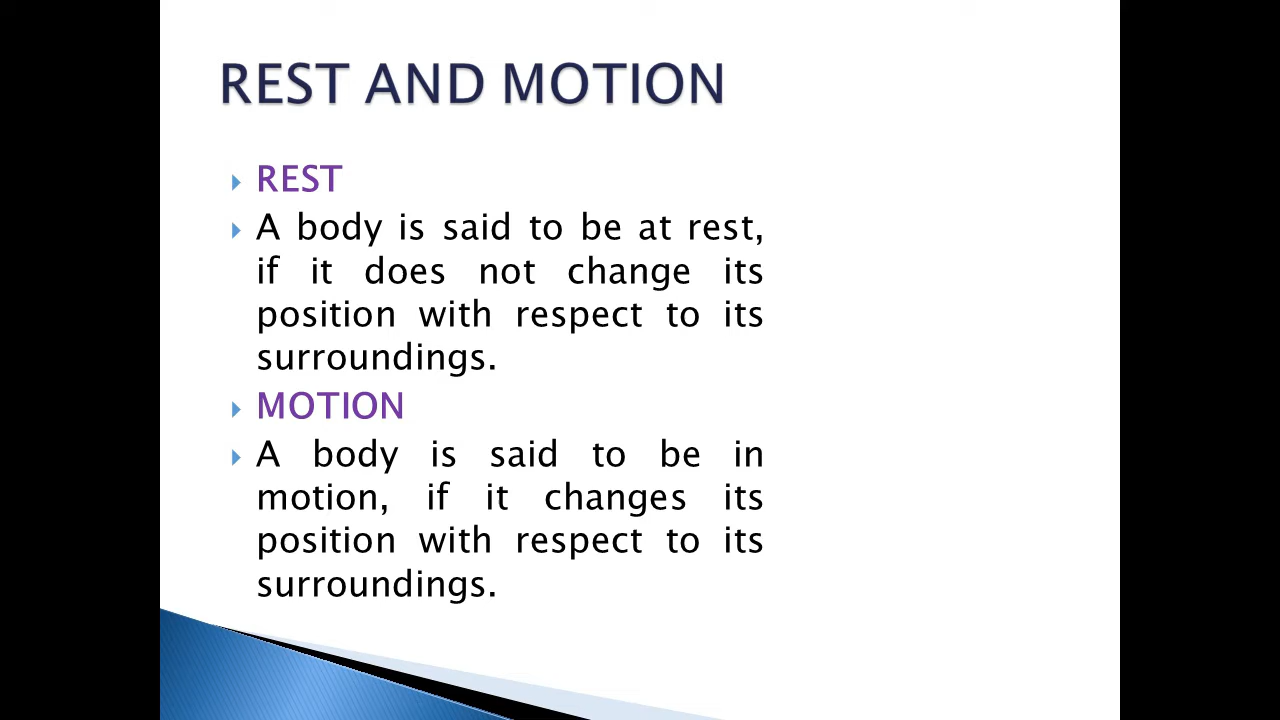 REST AND MOTION
REST
A body is said to be at rest,
if it does not change its
position with respect to its
surroundings.
MOTION
A body is said to be in
motion, if it changes its
position with respect to its
surroundings.